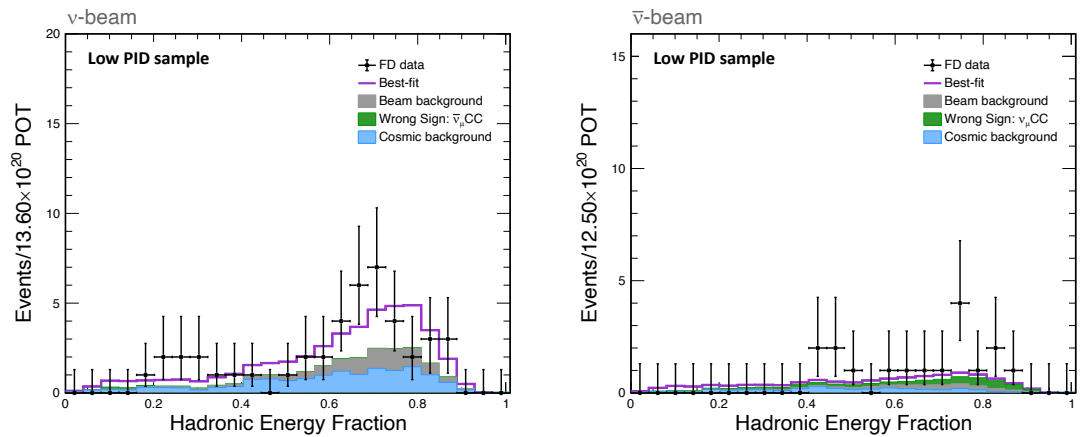 ν-beam
Low PID sample
FD data
Best-fit
Beam background
Wrong Sign: ν̅μCC
Cosmic background
20
15
10
5
0
0 0.2 0.4 0.6 0.8 1
Events/13.60×10²⁰ POT
Hadronic Energy Fraction
ν̅-beam
Low PID sample
FD data
Best-fit
Beam background
Wrong Sign: νμCC
Cosmic background
15
10
5
0
0 0.2 0.4 0.6 0.8 1
Events/12.50×10²⁰ POT
Hadronic Energy Fraction